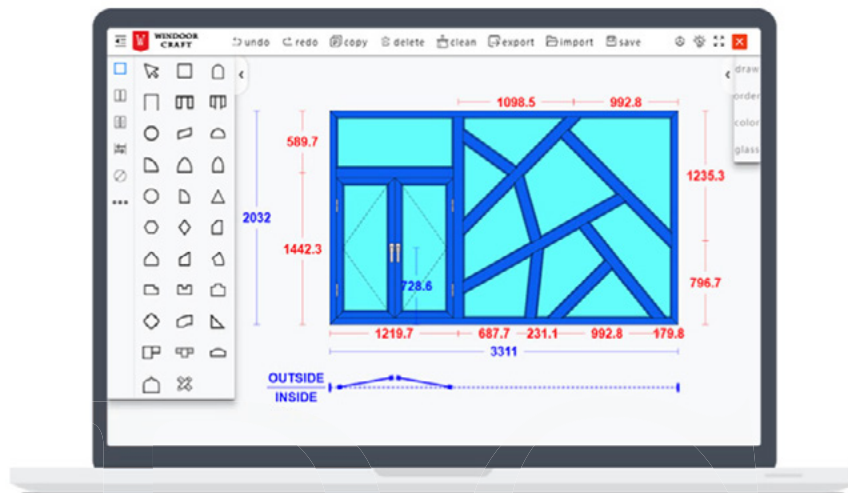 WINDOOR
CRAFT
undo redo copy delete clean export import save
draw
order
color
glass
1098.5 992.8
589.7
1235.3
2032
1442.3
728.6
796.7
1219.7 687.7 231.1 992.8 179.8
3311
OUTSIDE
INSIDE